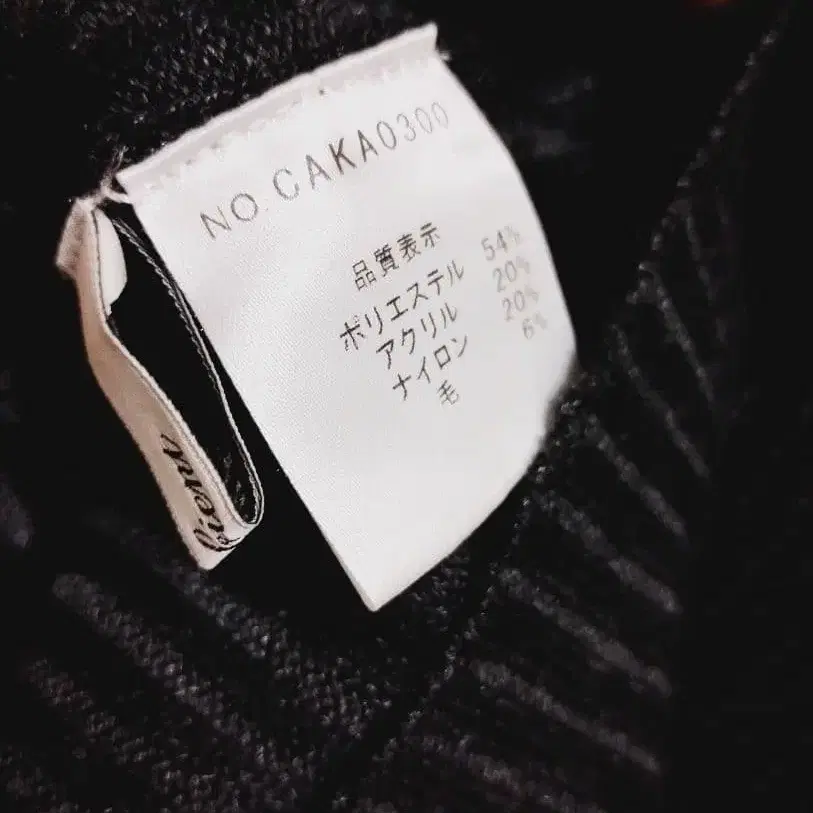 NO CAKA0300
品質表示
ポリエステル 54%
アクリル 20%
ナイロン 20%
毛 6%